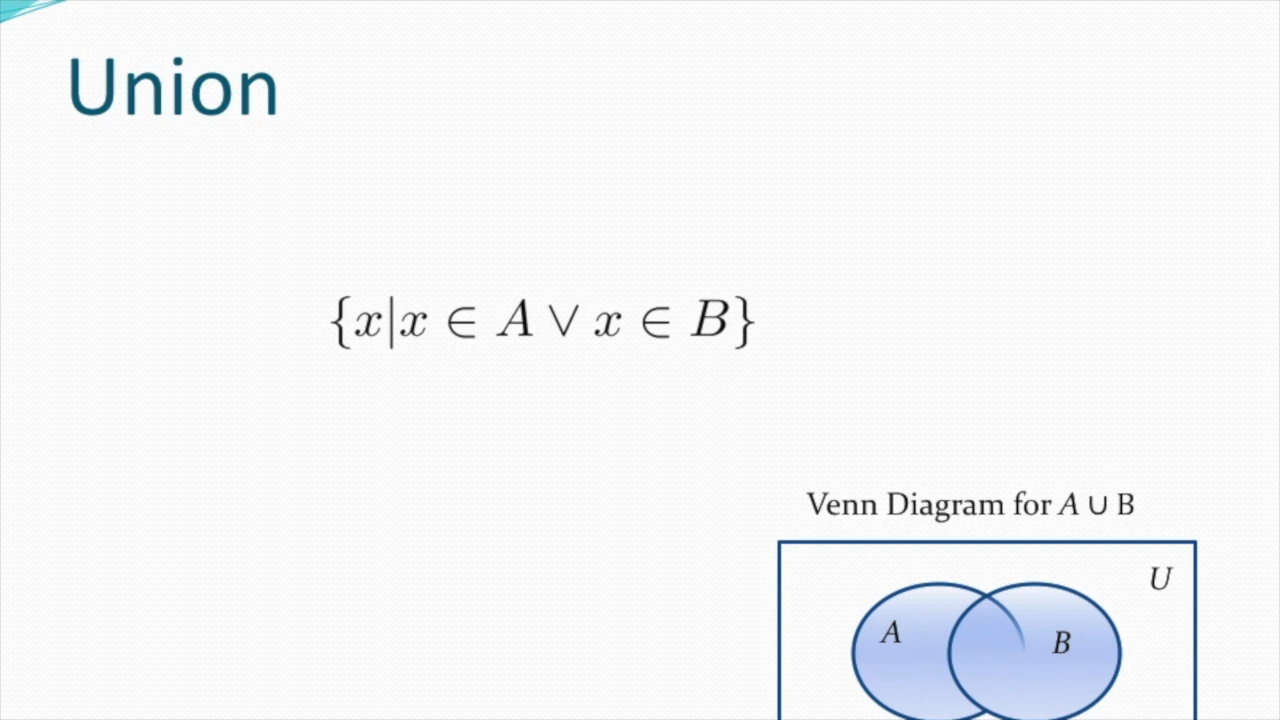 Union
{x|x ∈ A ∨ x ∈ B}
Venn Diagram for A ∪ B
U
A
B